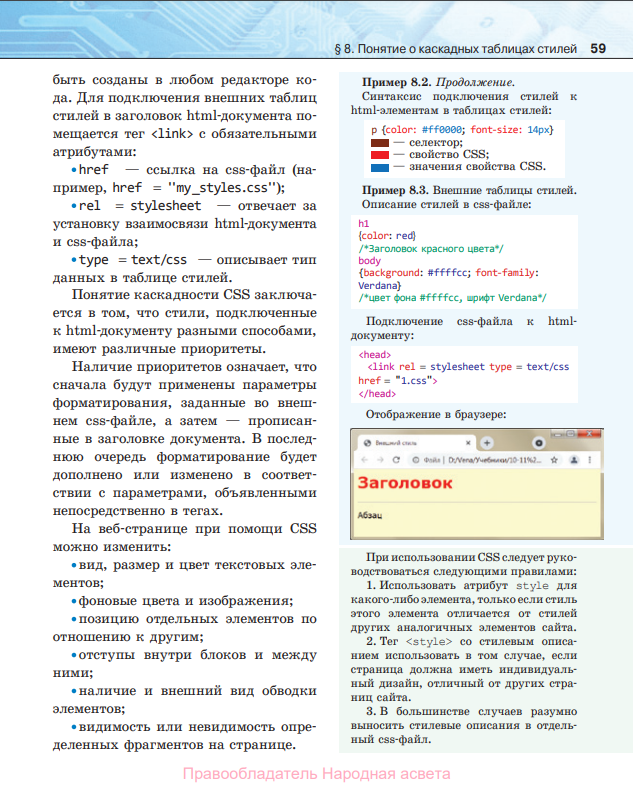 § 8. Понятие о каскадных таблицах стилей 59
быть созданы в любом редакторе ко-
да. Для подключения внешних таблиц
стилей в заголовок html-документа по-
мещается тег <link> с обязательными
атрибутами:
•href — ссылка на css-файл (на-
пример, href = "my_styles.css");
•rel = stylesheet — отвечает за
установку взаимосвязи html-документа
и css-файла;
•type = text/css — описывает тип
данных в таблице стилей.
Понятие каскадности CSS заключа-
ется в том, что стили, подключенные
к html-документу разными способами,
имеют различные приоритеты.
Наличие приоритетов означает, что
сначала будут применены параметры
форматирования, заданные во внеш-
нем css-файле, а затем — прописан-
ные в заголовке документа. В послед-
нюю очередь форматирование будет
дополнено или изменено в соответ-
ствии с параметрами, объявленными
непосредственно в тегах.
На веб-странице при помощи CSS
можно изменить:
•вид, размер и цвет текстовых эле-
ментов;
•фоновые цвета и изображения;
•позицию отдельных элементов по
отношению к другим;
•отступы внутри блоков и между
ними;
•наличие и внешний вид обводки
элементов;
•видимость или невидимость опре-
деленных фрагментов на странице.
Пример 8.2. Продолжение.
Синтаксис подключения стилей к
html-элементам в таблицах стилей:
p {color: #ff0000; font-size: 14px}
— селектор;
— свойство CSS;
— значения свойства CSS.
Пример 8.3. Внешние таблицы стилей.
Описание стилей в css-файле:
h1
{color: red}
/*Заголовок красного цвета*/
body
{background: #ffffcc; font-family:
Verdana}
/*цвет фона #ffffcc, шрифт Verdana*/
Подключение css-файла к html-
документу:
<head>
<link rel = stylesheet type = text/css
href = "1.css">
</head>
Отображение в браузере:
Внешний стиль
Файл | D:/Vera/Учебники/10-11%2...
Заголовок
Абзац
При использовании CSS следует руко-
водствоваться следующими правилами:
1. Использовать атрибут style для
какого-либо элемента, только если стиль
этого элемента отличается от стилей
других аналогичных элементов сайта.
2. Тег <style> со стилевым описа-
нием использовать в том случае, если
страница должна иметь индивидуаль-
ный дизайн, отличный от других стра-
ниц сайта.
3. В большинстве случаев разумно
выносить стилевые описания в отдель-
ный css-файл.
Правообладатель Народная асвета